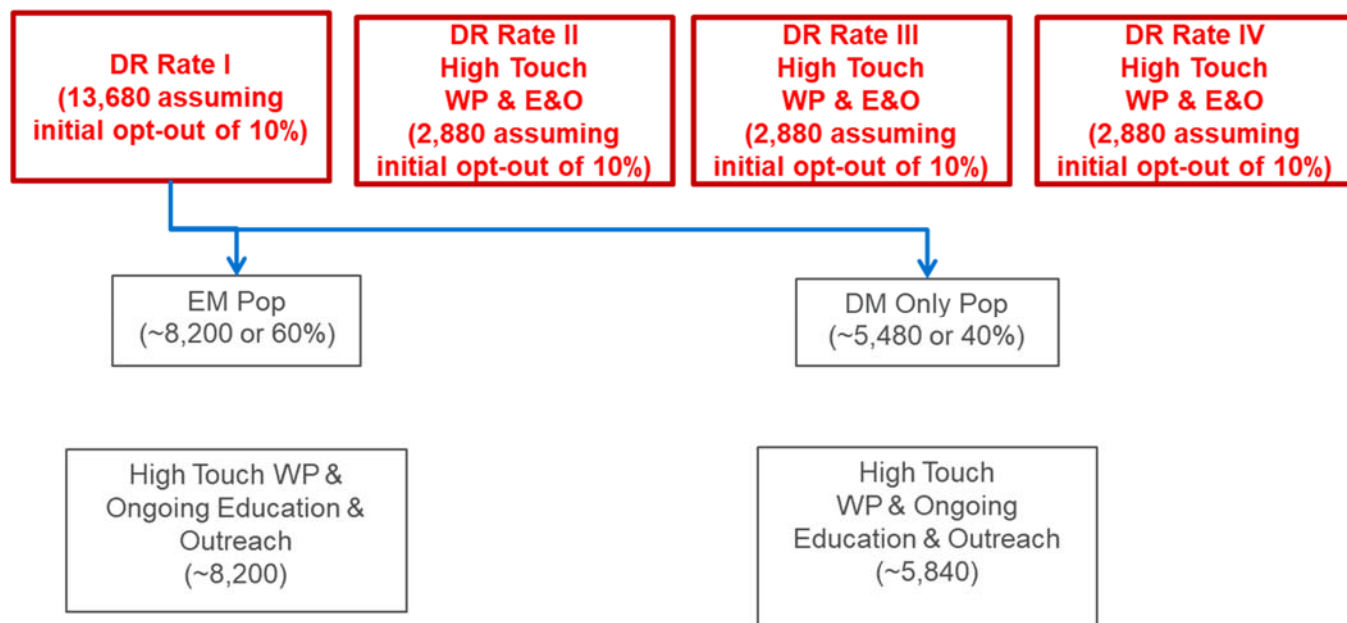 DR Rate I
(13,680 assuming
initial opt-out of 10%)
DR Rate II
High Touch
WP & E&O
(2,880 assuming
initial opt-out of 10%)
DR Rate III
High Touch
WP & E&O
(2,880 assuming
initial opt-out of 10%)
DR Rate IV
High Touch
WP & E&O
(2,880 assuming
initial opt-out of 10%)
EM Pop
(~8,200 or 60%)
DM Only Pop
(~5,480 or 40%)
High Touch WP &
Ongoing Education &
Outreach
(~8,200)
High Touch
WP & Ongoing
Education & Outreach
(~5,840)